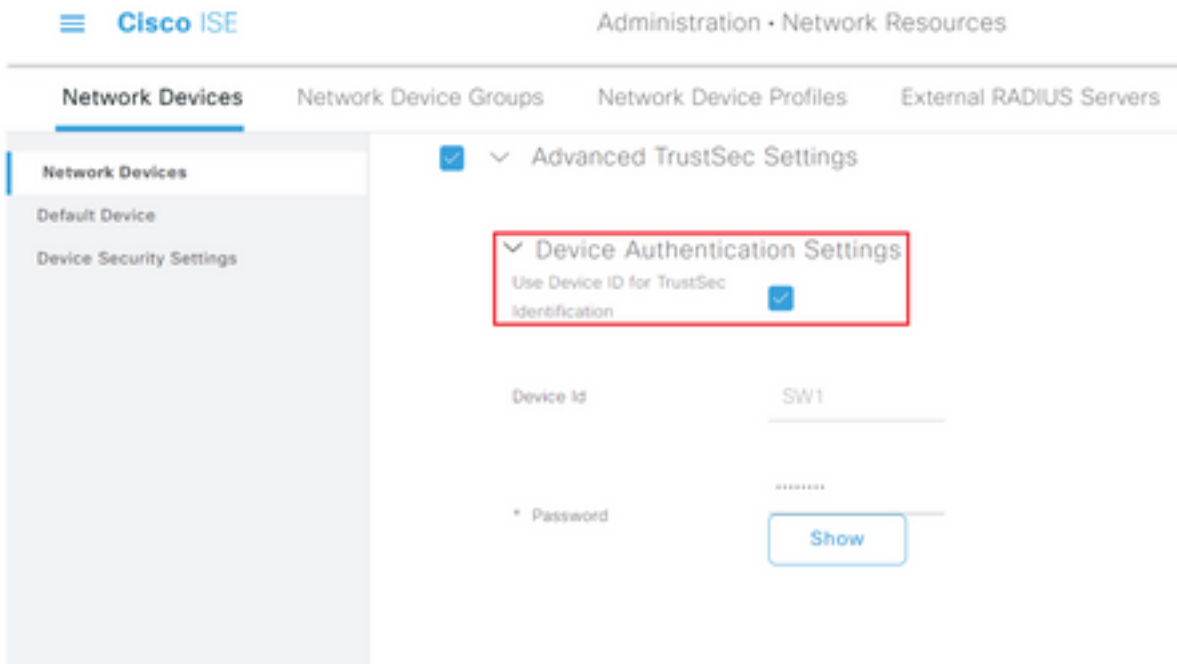 Cisco ISE
Administration • Network Resources
Network Devices
Network Device Groups
Network Device Profiles
External RADIUS Servers
Network Devices
Default Device
Device Security Settings
Advanced TrustSec Settings
Device Authentication Settings
Use Device ID for TrustSec
Identification
Device Id
SW1
* Password
........
Show